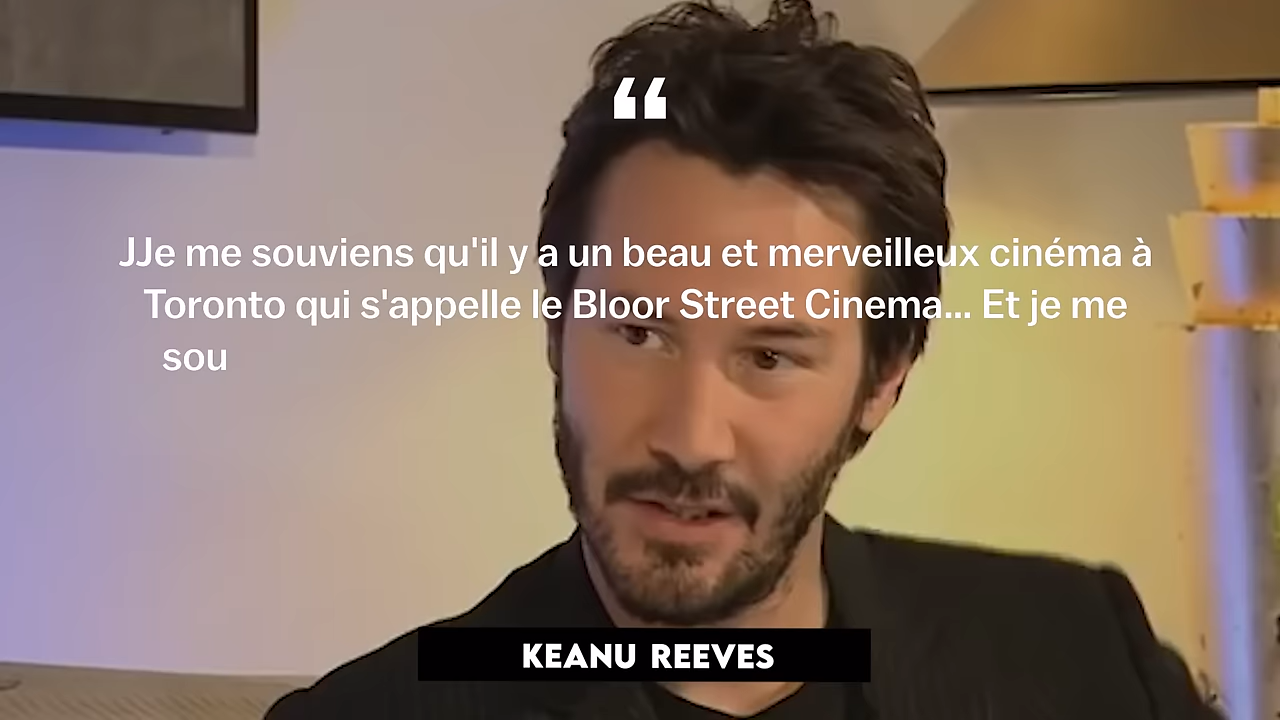 “
JJe me souviens qu'il y a un beau et merveilleux cinéma à
Toronto qui s'appelle le Bloor Street Cinema... Et je me
sou
KEANU REEVES